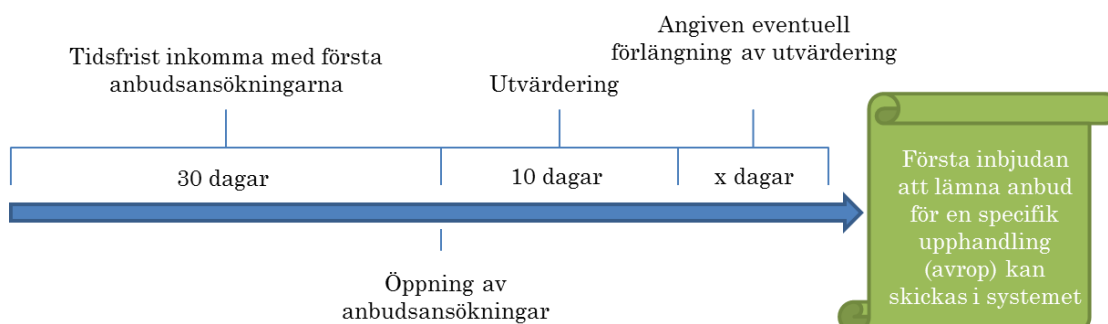 Tidsfrist inkomma med första
anbudsansökningarna
Utvärdering
Angiven eventuell
förlängning av utvärdering
30 dagar
10 dagar
x dagar
Öppning av
anbudsansökningar
Första inbjudan
att lämna anbud
för en specifik
upphandling
(avrop) kan
skickas i systemet